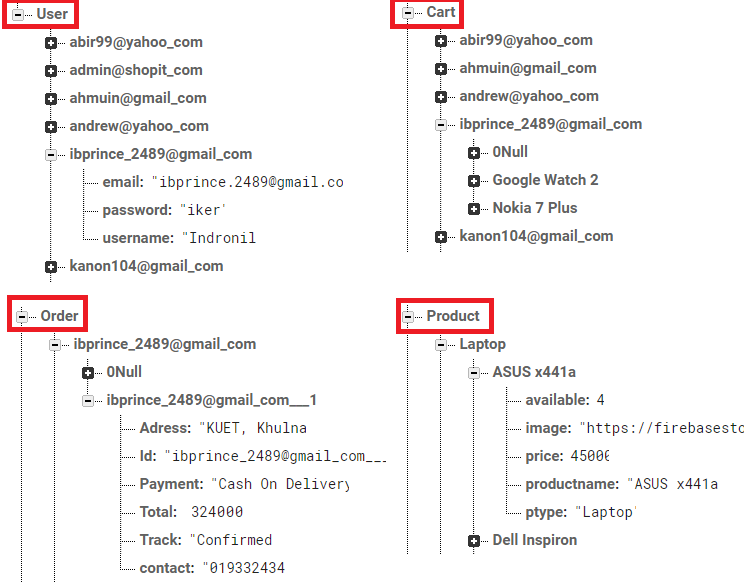 User
abir99@yahoo_com
admin@shopit_com
ahmuin@gmail_com
andrew@yahoo_com
ibprince_2489@gmail_com
email: "ibprince.2489@gmail.co
password: "iker"
username: "Indronil
kanon104@gmail_com
Cart
abir99@yahoo_com
ahmuin@gmail_com
andrew@yahoo_com
ibprince_2489@gmail_com
0Null
Google Watch 2
Nokia 7 Plus
kanon104@gmail_com
Order
ibprince_2489@gmail_com
0Null
ibprince_2489@gmail_com___1
Adress: "KUET, Khulna
Id: "ibprince_2489@gmail_com___
Payment: "Cash On Delivery
Total: 324000
Track: "Confirmed
contact: "019332434
Product
Laptop
ASUS x441a
available: 4
image: "https://firebasesto
price: 45000
productname: "ASUS x441a
ptype: "Laptop"
Dell Inspiron